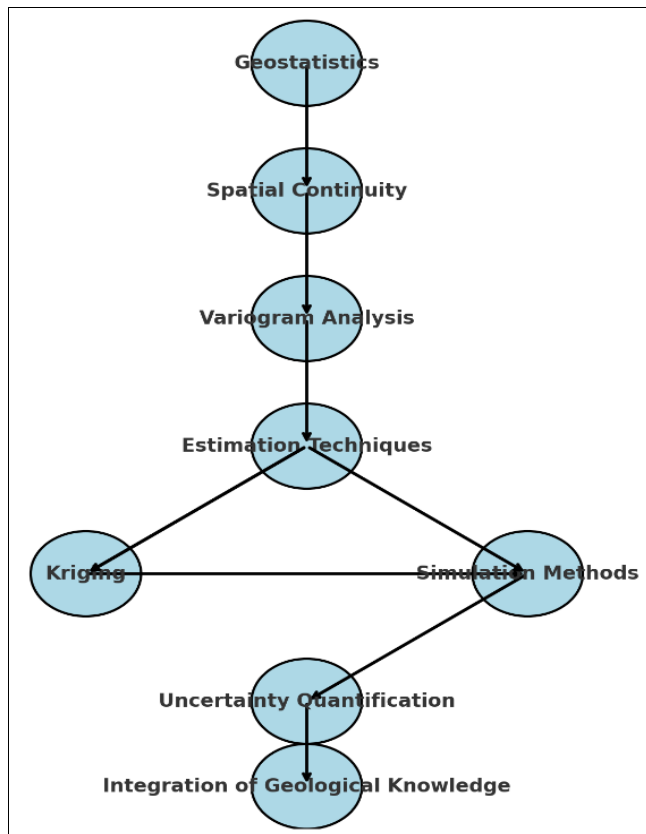 Geostatistics
Spatial Continuity
Variogram Analysis
Estimation Techniques
Kriging
Simulation Methods
Uncertainty Quantification
Integration of Geological Knowledge